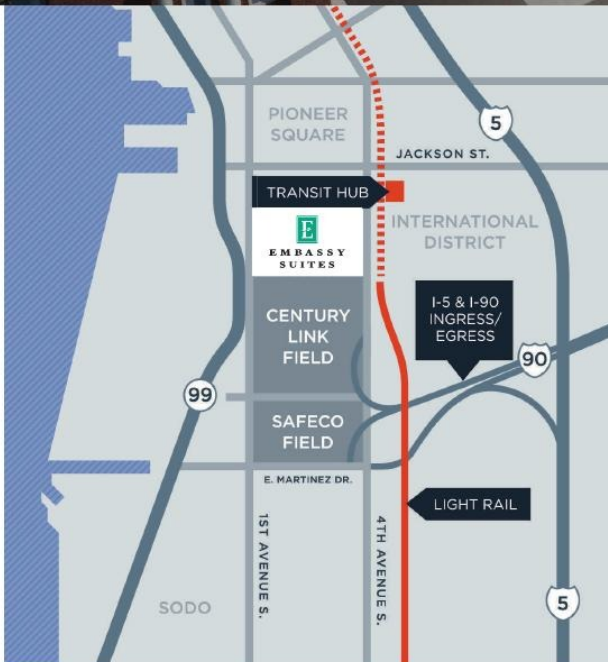 PIONEER
SQUARE
5
JACKSON ST.
TRANSIT HUB
E
EMBASSY
SUITES
INTERNATIONAL
DISTRICT
I-5 & I-90
INGRESS/
EGRESS
CENTURY
LINK
FIELD
90
99
SAFECO
FIELD
E. MARTINEZ DR.
LIGHT RAIL
1ST AVENUE S.
4TH AVENUE S.
SODO
5